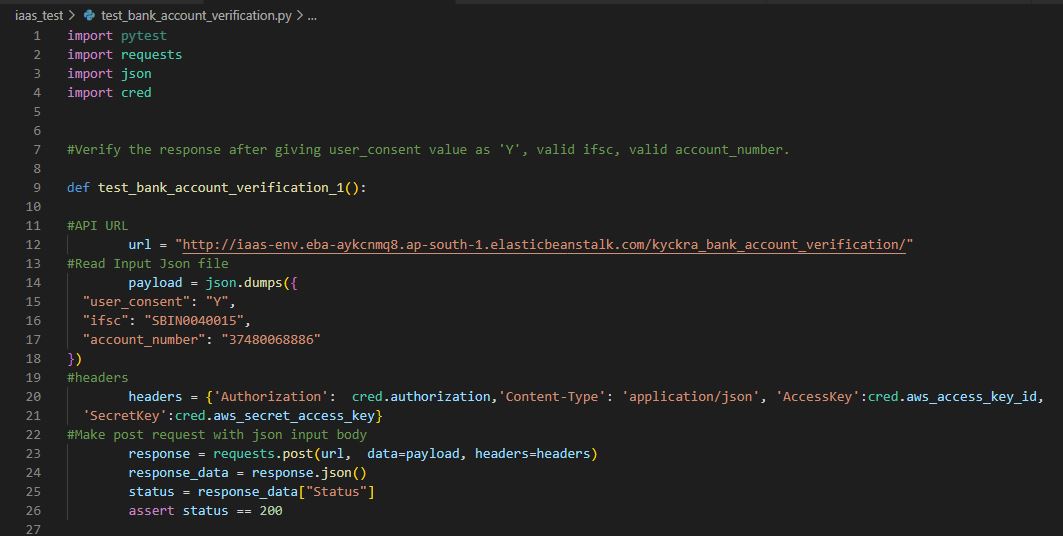 iaas_test > test_bank_account_verification.py > ...
1 import pytest
2 import requests
3 import json
4 import cred
5
6
7 #Verify the response after giving user_consent value as 'Y', valid ifsc, valid account_number.
8
9 def test_bank_account_verification_1():
10
11 #API URL
12 url = "http://iaas-env.eba-aykcnmq8.ap-south-1.elasticbeanstalk.com/kyckra_bank_account_verification/"
13 #Read Input Json file
14 payload = json.dumps({
15 "user_consent": "Y",
16 "ifsc": "SBIN0040015",
17 "account_number": "37480068886"
18 })
19 #headers
20 headers = {'Authorization':  cred.authorization,'Content-Type': 'application/json', 'AccessKey':cred.aws_access_key_id,
21 'SecretKey':cred.aws_secret_access_key}
22 #Make post request with json input body
23 response = requests.post(url,  data=payload, headers=headers)
24 response_data = response.json()
25 status = response_data["Status"]
26 assert status == 200
27